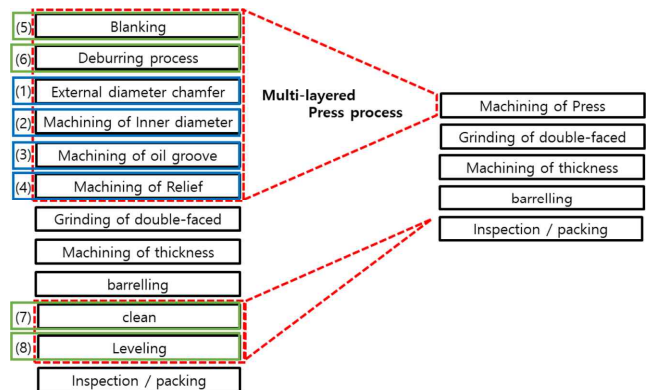 (5) Blanking
(6) Deburring process
(1) External diameter chamfer
(2) Machining of Inner diameter
(3) Machining of oil groove
(4) Machining of Relief
Grinding of double-faced
Machining of thickness
barrelling
(7) clean
(8) Leveling
Inspection / packing
Multi-layered
Press process
Machining of Press
Grinding of double-faced
Machining of thickness
barrelling
Inspection / packing